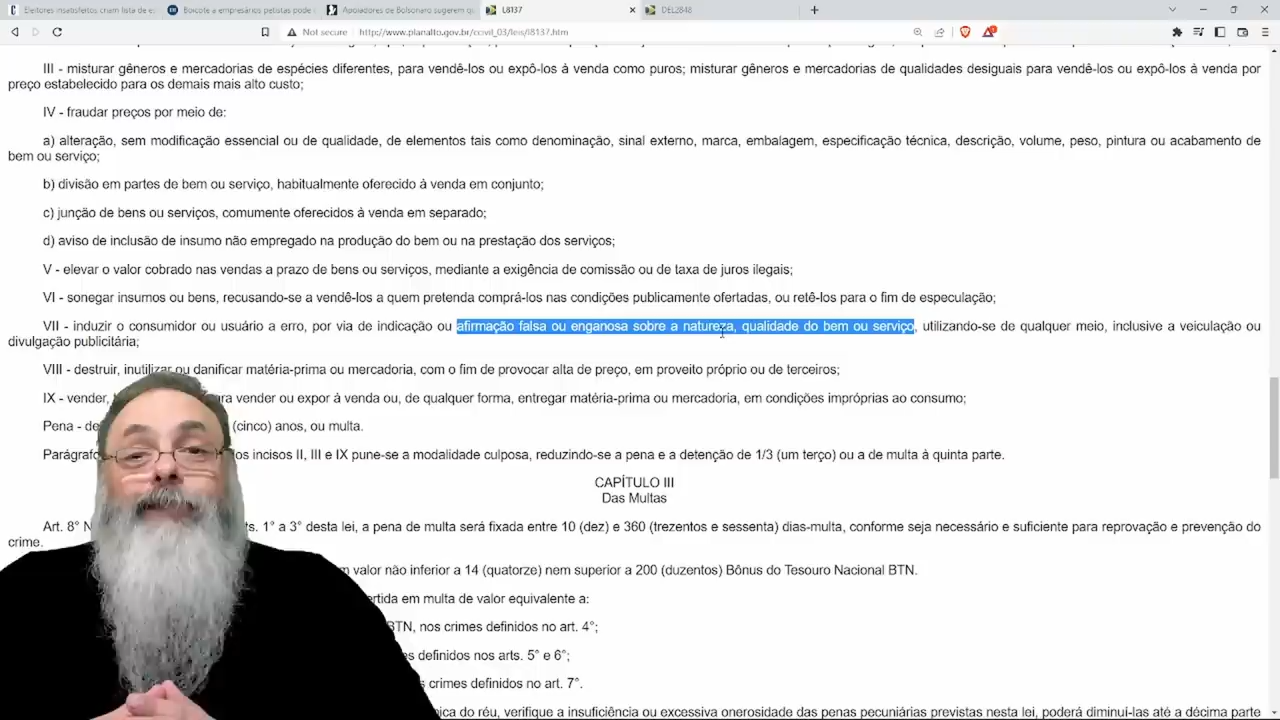 Eleitores insatisfeitos criam lista de e
Boicote a empresários petistas pode
Apoiadores de Bolsonaro sugerem q
L8137
DEL2848
Not secure
http://www.planalto.gov.br/ccivil_03/leis/l8137.htm
III - misturar gêneros e mercadorias de espécies diferentes, para vendê-los ou expô-los à venda como puros; misturar gêneros e mercadorias de qualidades desiguais para vendê-los ou expô-los à venda por
preço estabelecido para os demais mais alto custo;
IV - fraudar preços por meio de:
a) alteração, sem modificação essencial ou de qualidade, de elementos tais como denominação, sinal externo, marca, embalagem, especificação técnica, descrição, volume, peso, pintura ou acabamento de
bem ou serviço;
b) divisão em partes de bem ou serviço, habitualmente oferecido à venda em conjunto;
c) junção de bens ou serviços, comumente oferecidos à venda em separado;
d) aviso de inclusão de insumo não empregado na produção do bem ou na prestação dos serviços;
V - elevar o valor cobrado nas vendas a prazo de bens ou serviços, mediante a exigência de comissão ou de taxa de juros ilegais;
VI - sonegar insumos ou bens, recusando-se a vendê-los a quem pretenda comprá-los nas condições publicamente ofertadas, ou retê-los para o fim de especulação;
VII - induzir o consumidor ou usuário a erro, por via de indicação ou afirmação falsa ou enganosa sobre a natureza, qualidade do bem ou serviço, utilizando-se de qualquer meio, inclusive a veiculação ou
divulgação publicitária;
VIII - destruir, inutilizar ou danificar matéria-prima ou mercadoria, com o fim de provocar alta de preço, em proveito próprio ou de terceiros;
IX - vender, vender ou expor à venda ou, de qualquer forma, entregar matéria-prima ou mercadoria, em condições impróprias ao consumo;
Pena - de (cinco) anos, ou multa.
Parágrafo incisos II, III e IX pune-se a modalidade culposa, reduzindo-se a pena e a detenção de 1/3 (um terço) ou a de multa à quinta parte.
CAPÍTULO III
Das Multas
Art. 8° N ts. 1° a 3° desta lei, a pena de multa será fixada entre 10 (dez) e 360 (trezentos e sessenta) dias-multa, conforme seja necessário e suficiente para reprovação e prevenção do
crime.
valor não inferior a 14 (quatorze) nem superior a 200 (duzentos) Bônus do Tesouro Nacional BTN.
em multa de valor equivalente a:
BTN, nos crimes definidos no art. 4°;
definidos nos arts. 5° e 6°;
crimes definidos no art. 7°.
do réu, verifique a insuficiência ou excessiva onerosidade das penas pecuniárias previstas nesta lei, poderá diminuí-las até a décima parte